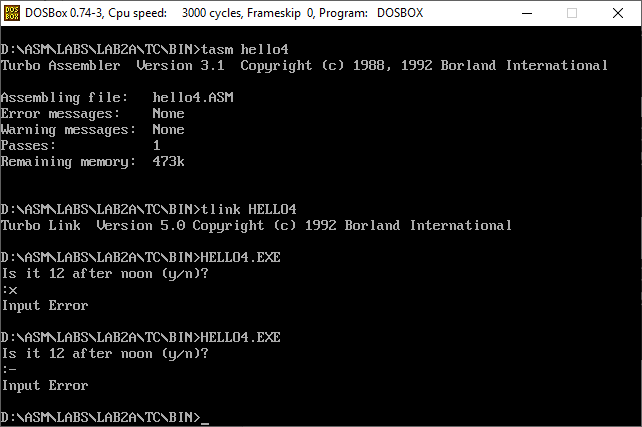 DOSBox 0.74-3, Cpu speed:    3000 cycles, Frameskip  0, Program:   DOSBOX
D:\ASM\LABS\LAB2A\TC\BIN>tasm hello4
Turbo Assembler  Version 3.1  Copyright (c) 1988, 1992 Borland International
Assembling file:   hello4.ASM
Error messages:    None
Warning messages:  None
Passes:            1
Remaining memory:  473k
D:\ASM\LABS\LAB2A\TC\BIN>tlink HELLO4
Turbo Link  Version 5.0 Copyright (c) 1992 Borland International
D:\ASM\LABS\LAB2A\TC\BIN>HELLO4.EXE
Is it 12 after noon (y/n)?
:x
Input Error
D:\ASM\LABS\LAB2A\TC\BIN>HELLO4.EXE
Is it 12 after noon (y/n)?
:-
Input Error
D:\ASM\LABS\LAB2A\TC\BIN>_